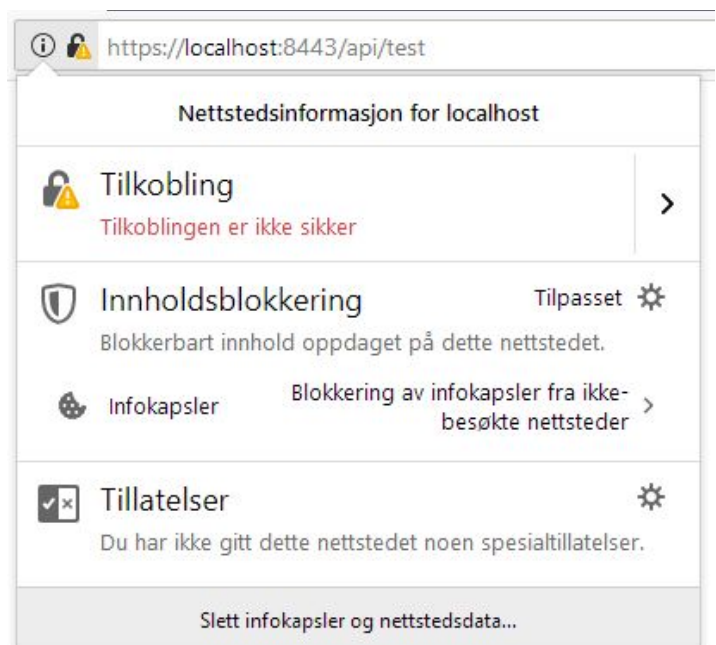 https://localhost:8443/api/test
Nettstedsinformasjon for localhost
Tilkobling
Tilkoblingen er ikke sikker
Innholdsblokkering
Tilpasset
Blokkerbart innhold oppdaget på dette nettstedet.
Infokapsler
Blokkering av infokapsler fra ikke-
besøkte nettsteder
Tillatelser
Du har ikke gitt dette nettstedet noen spesialtillatelser.
Slett infokapsler og nettstedsdata...